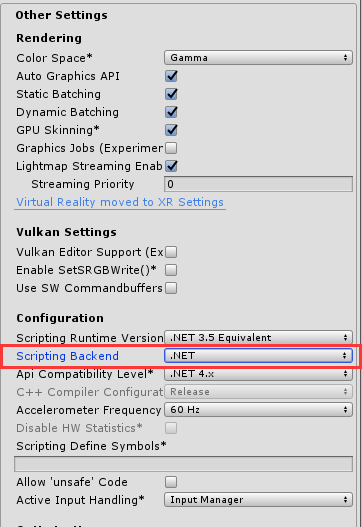 Other Settings
Rendering
Color Space* Gamma
Auto Graphics API
Static Batching
Dynamic Batching
GPU Skinning*
Graphics Jobs (Experimer
Lightmap Streaming Enab
Streaming Priority 0
Virtual Reality moved to XR Settings
Vulkan Settings
Vulkan Editor Support (Ex
Enable SetSRGBWrite()*
Use SW Commandbuffers
Configuration
Scripting Runtime Version .NET 3.5 Equivalent
Scripting Backend .NET
Api Compatibility Level* .NET 4.x
C++ Compiler Configurat Release
Accelerometer Frequency 60 Hz
Disable HW Statistics*
Scripting Define Symbols*
Allow 'unsafe' Code
Active Input Handling* Input Manager